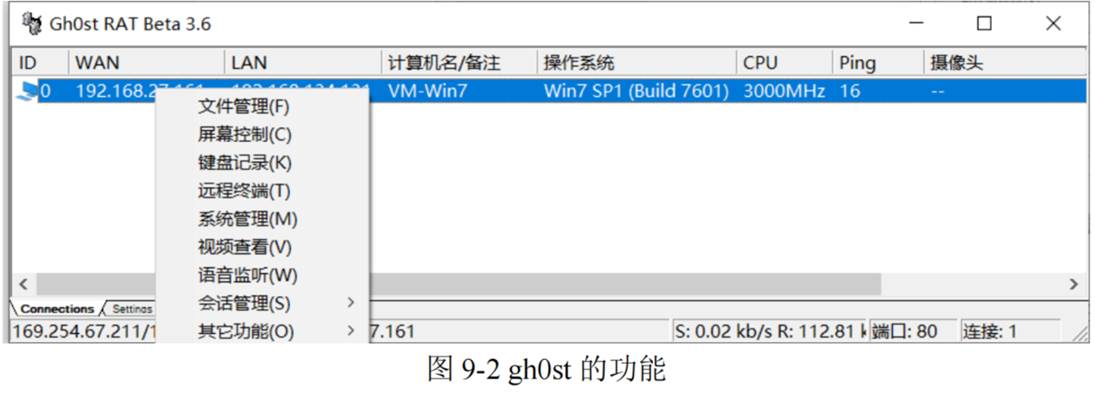 Gh0st RAT Beta 3.6
ID WAN LAN 计算机名/备注 操作系统 CPU Ping 摄像头
0 192.168.27.161 VM-Win7 Win7 SP1 (Build 7601) 3000MHz 16 --
文件管理(F)
屏幕控制(C)
键盘记录(K)
远程终端(T)
系统管理(M)
视频查看(V)
语音监听(W)
会话管理(S)
其它功能(O)
Connections Settings
169.254.67.211/1 7.161 S: 0.02 kb/s R: 112.81 k 端口: 80 连接: 1
图 9-2 gh0st 的功能